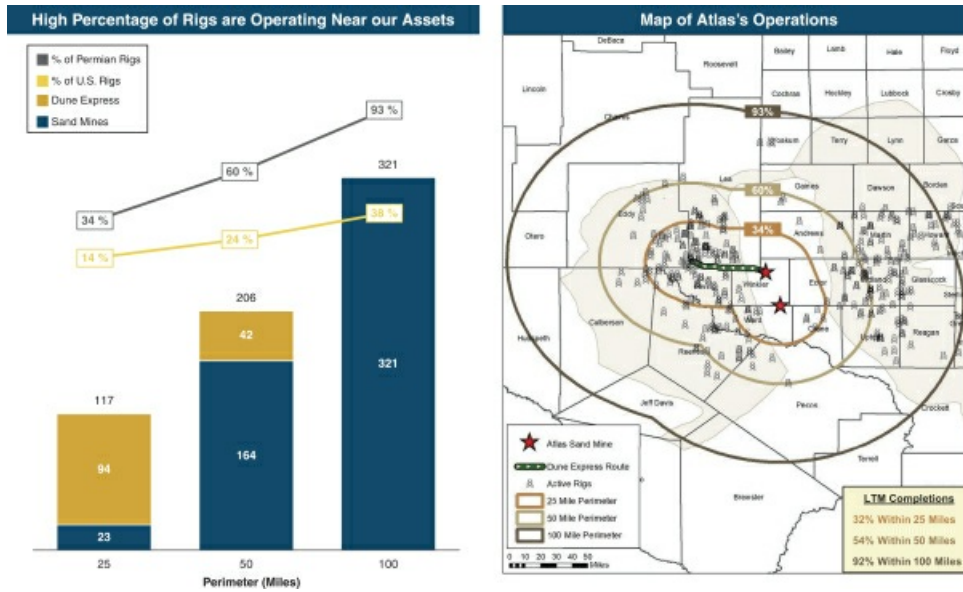 High Percentage of Rigs are Operating Near our Assets
% of Permian Rigs
% of U.S. Rigs
Dune Express
Sand Mines
93 %
60 %
34 %
38 %
24 %
14 %
321
206
117
42
94
321
164
23
25
50
100
Perimeter (Miles)
Map of Atlas's Operations
DeBaca
Roosevelt
Bailey
Lamb
Hale
Floyd
Lincoln
Cochran
Hockley
Lubbock
Crosby
Chaves
93%
Yoakum
Terry
Lynn
Garza
Lea
60%
Gaines
Dawson
Borden
Eddy
34%
Andrews
Martin
Howard
Otero
Winkler
Ector
Glasscock
Ward
Crane
Culberson
Hudspeth
Reeves
Upton
Reagan
Jeff Davis
Pecos
Crockett
Terrell
Brewster
Atlas Sand Mine
Dune Express Route
Active Rigs
25 Mile Perimeter
50 Mile Perimeter
100 Mile Perimeter
0 10 20 30 40 50
Miles
LTM Completions
32% Within 25 Miles
54% Within 50 Miles
92% Within 100 Miles